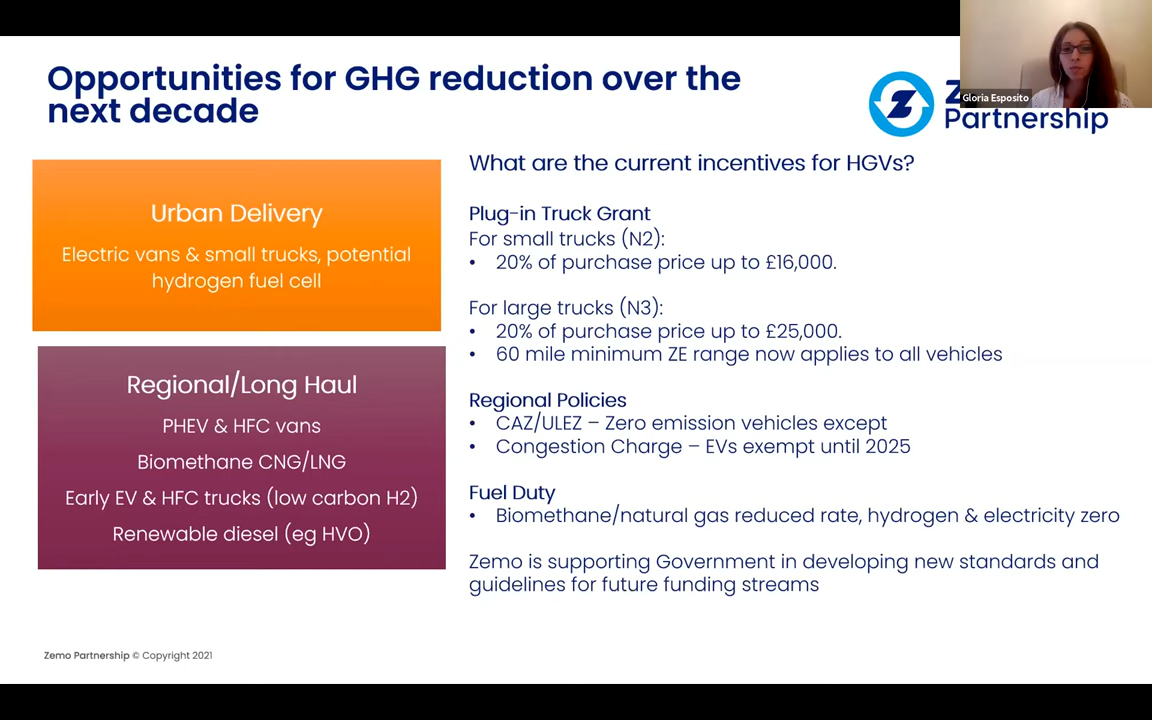 Opportunities for GHG reduction over the
next decade
Gloria Esposito
Partnership
Urban Delivery
Electric vans & small trucks, potential
hydrogen fuel cell
Regional/Long Haul
PHEV & HFC vans
Biomethane CNG/LNG
Early EV & HFC trucks (low carbon H2)
Renewable diesel (eg HVO)
What are the current incentives for HGVs?
Plug-in Truck Grant
For small trucks (N2):
• 20% of purchase price up to £16,000.
For large trucks (N3):
• 20% of purchase price up to £25,000.
• 60 mile minimum ZE range now applies to all vehicles
Regional Policies
• CAZ/ULEZ – Zero emission vehicles except
• Congestion Charge – EVs exempt until 2025
Fuel Duty
• Biomethane/natural gas reduced rate, hydrogen & electricity zero
Zemo is supporting Government in developing new standards and
guidelines for future funding streams
Zemo Partnership © Copyright 2021